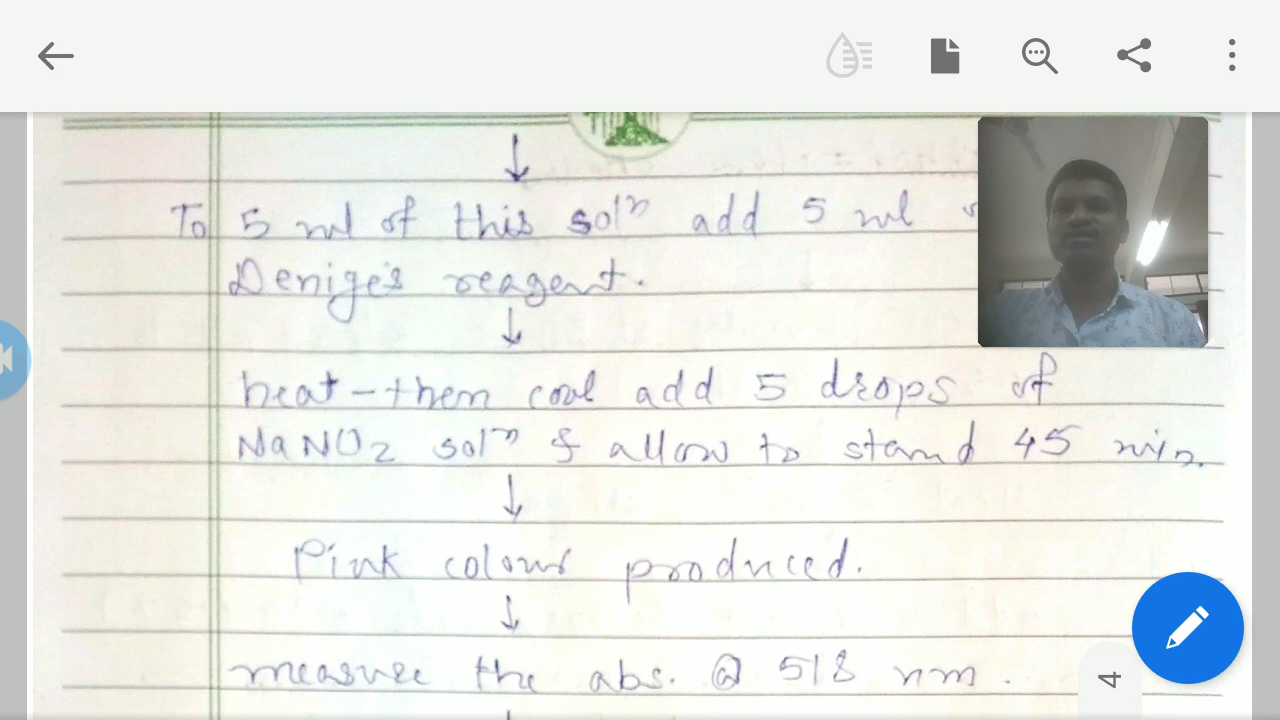 ↓
To 5 ml of this solⁿ add 5 ml
Denige's reagent.
↓
heat - then cool add 5 drops of
NaNO2 solⁿ & allow to stand 45 min.
↓
Pink colour produced.
↓
measure the abs. @ 518 nm.
4